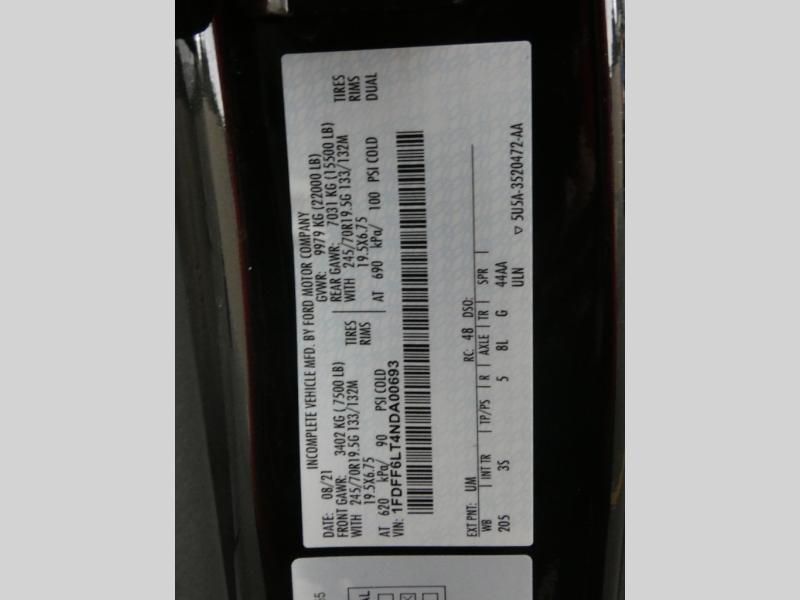 INCOMPLETE VEHICLE MFD. BY FORD MOTOR COMPANY
DATE: 08/21 GVWR: 9979 KG (22000 LB)
FRONT GAWR: 3402 KG (7500 LB) REAR GAWR: 7031 KG (15500 LB)
WITH 245/70R19.5G 133/132M TIRES WITH 245/70R19.5G 133/132M TIRES
19.5X6.75 RIMS 19.5X6.75 RIMS
AT 620 kPa/ 90 PSI COLD AT 690 kPa/ 100 PSI COLD DUAL
VIN: 1FDFF6LT4NDA00693
EXT PNT: UM RC: 48 DSO:
WB INT TR TP/PS R AXLE TR SPR
205 3S 5 8L G 44AA
ULN
▽ 5U5A-3520472-AA